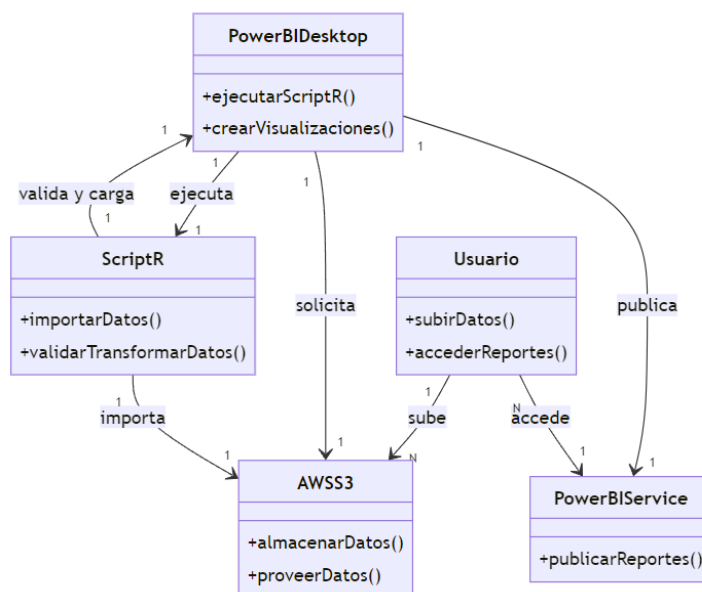 PowerBIDesktop
+ejecutarScriptR()
+crearVisualizaciones()
1
1
1
1
valida y carga
ejecuta
1
1
ScriptR
+importarDatos()
+validarTransformarDatos()
solicita
Usuario
+subirDatos()
+accederReportes()
publica
1
importa
1
1
1
sube
N
N
accede
1
1
AWSS3
+almacenarDatos()
+proveerDatos()
PowerBIService
+publicarReportes()